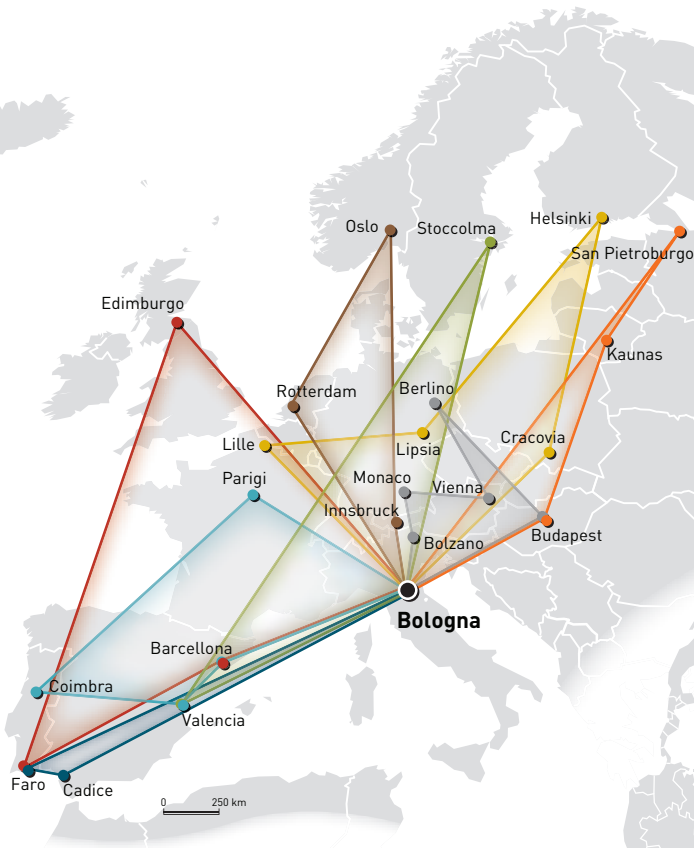 Helsinki
Oslo
Stoccolma
San Pietroburgo
Edimburgo
Kaunas
Rotterdam
Berlino
Lille
Lipsia
Cracovia
Parigi
Monaco
Vienna
Innsbruck
Budapest
Bolzano
Bologna
Barcellona
Coimbra
Valencia
Faro
Cadice
0 250 km